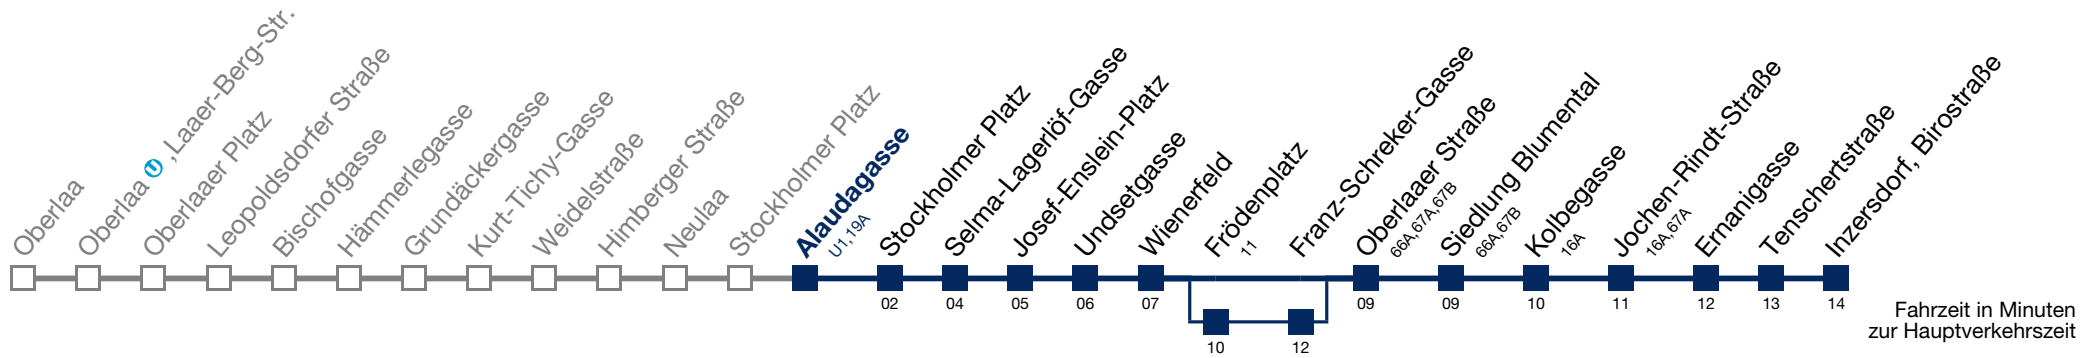 Oberlaa
Oberlaa U ,Laaer-Berg-Str.
Oberlaaer Platz
Leopoldsdorfer Straße
Bischofgasse
Hämmerlegasse
Grundäckergasse
Kurt-Tichy-Gasse
Weidelstraße
Himberger Straße
Neulaa
Stockholmer Platz
Alaudagasse
U1,19A
Stockholmer Platz
02
Selma-Lagerlöf-Gasse
04
Josef-Enslein-Platz
05
Undsetgasse
06
Wienerfeld
07
Frödenplatz
11
10
Franz-Schreker-Gasse
12
Oberlaaer Straße
66A,67A,67B
09
Siedlung Blumental
66A,67B
09
Kolbegasse
16A
10
Jochen-Rindt-Straße
16A,67A
11
Ernanigasse
12
Tenschertstraße
13
Inzersdorf, Birostraße
14
Fahrzeit in Minuten
zur Hauptverkehrszeit